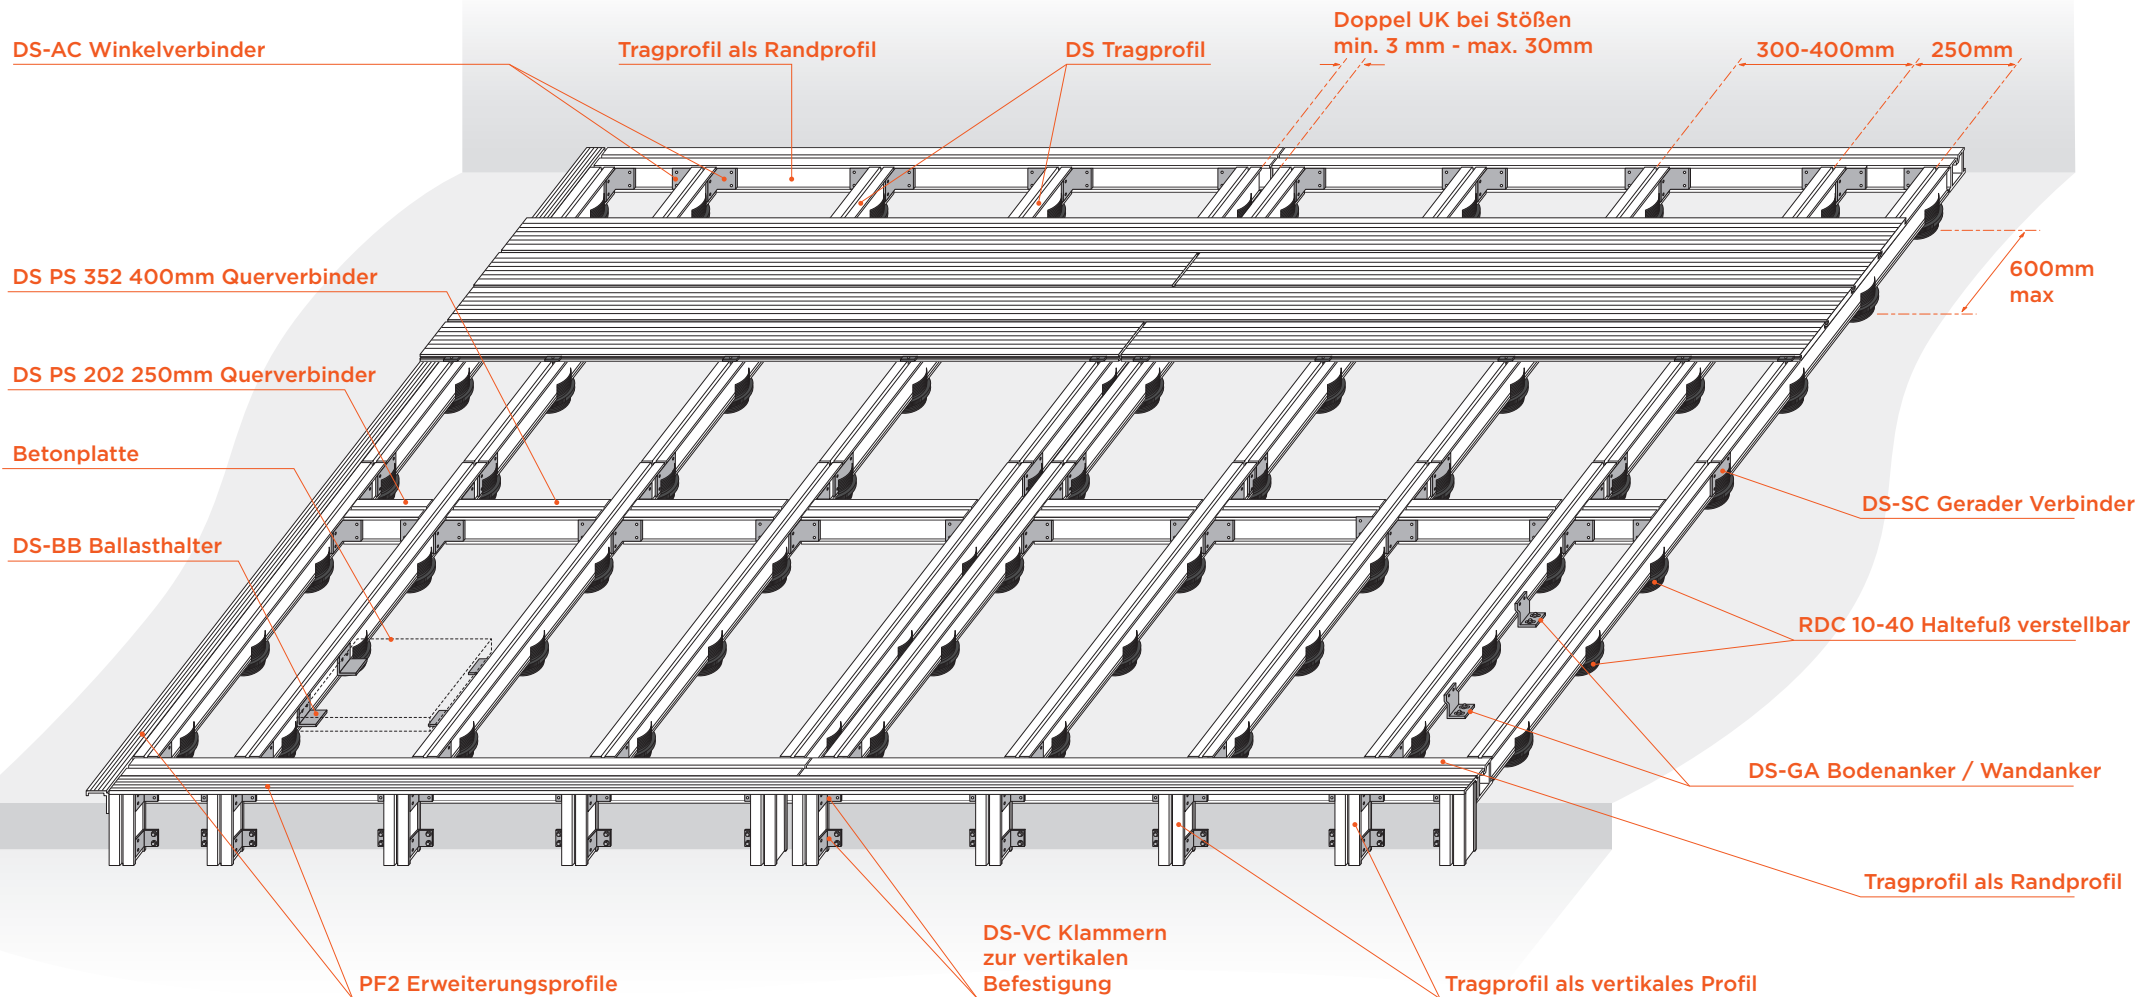 DS-AC Winkelverbinder
Tragprofil als Randprofil
DS Tragprofil
Doppel UK bei Stößen
min. 3 mm - max. 30mm
300-400mm
250mm
DS PS 352 400mm Querverbinder
600mm
max
DS PS 202 250mm Querverbinder
Betonplatte
DS-SC Gerader Verbinder
DS-BB Ballasthalter
RDC 10-40 Haltefuß verstellbar
DS-GA Bodenanker / Wandanker
Tragprofil als Randprofil
DS-VC Klammern
zur vertikalen
Befestigung
PF2 Erweiterungsprofile
Tragprofil als vertikales Profil